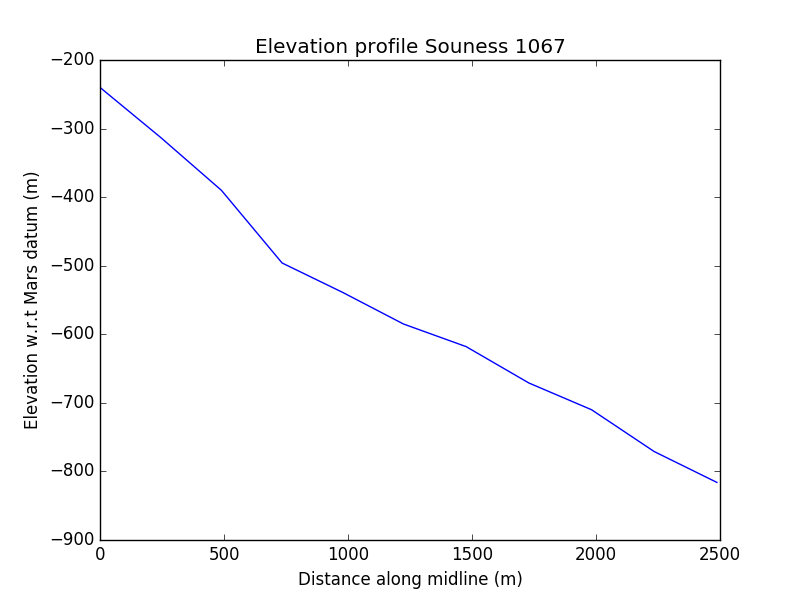 Elevation profile Souness 1067
−200
−300
−400
−500
−600
−700
−800
−900
Elevation w.r.t Mars datum (m)
0 500 1000 1500 2000 2500
Distance along midline (m)